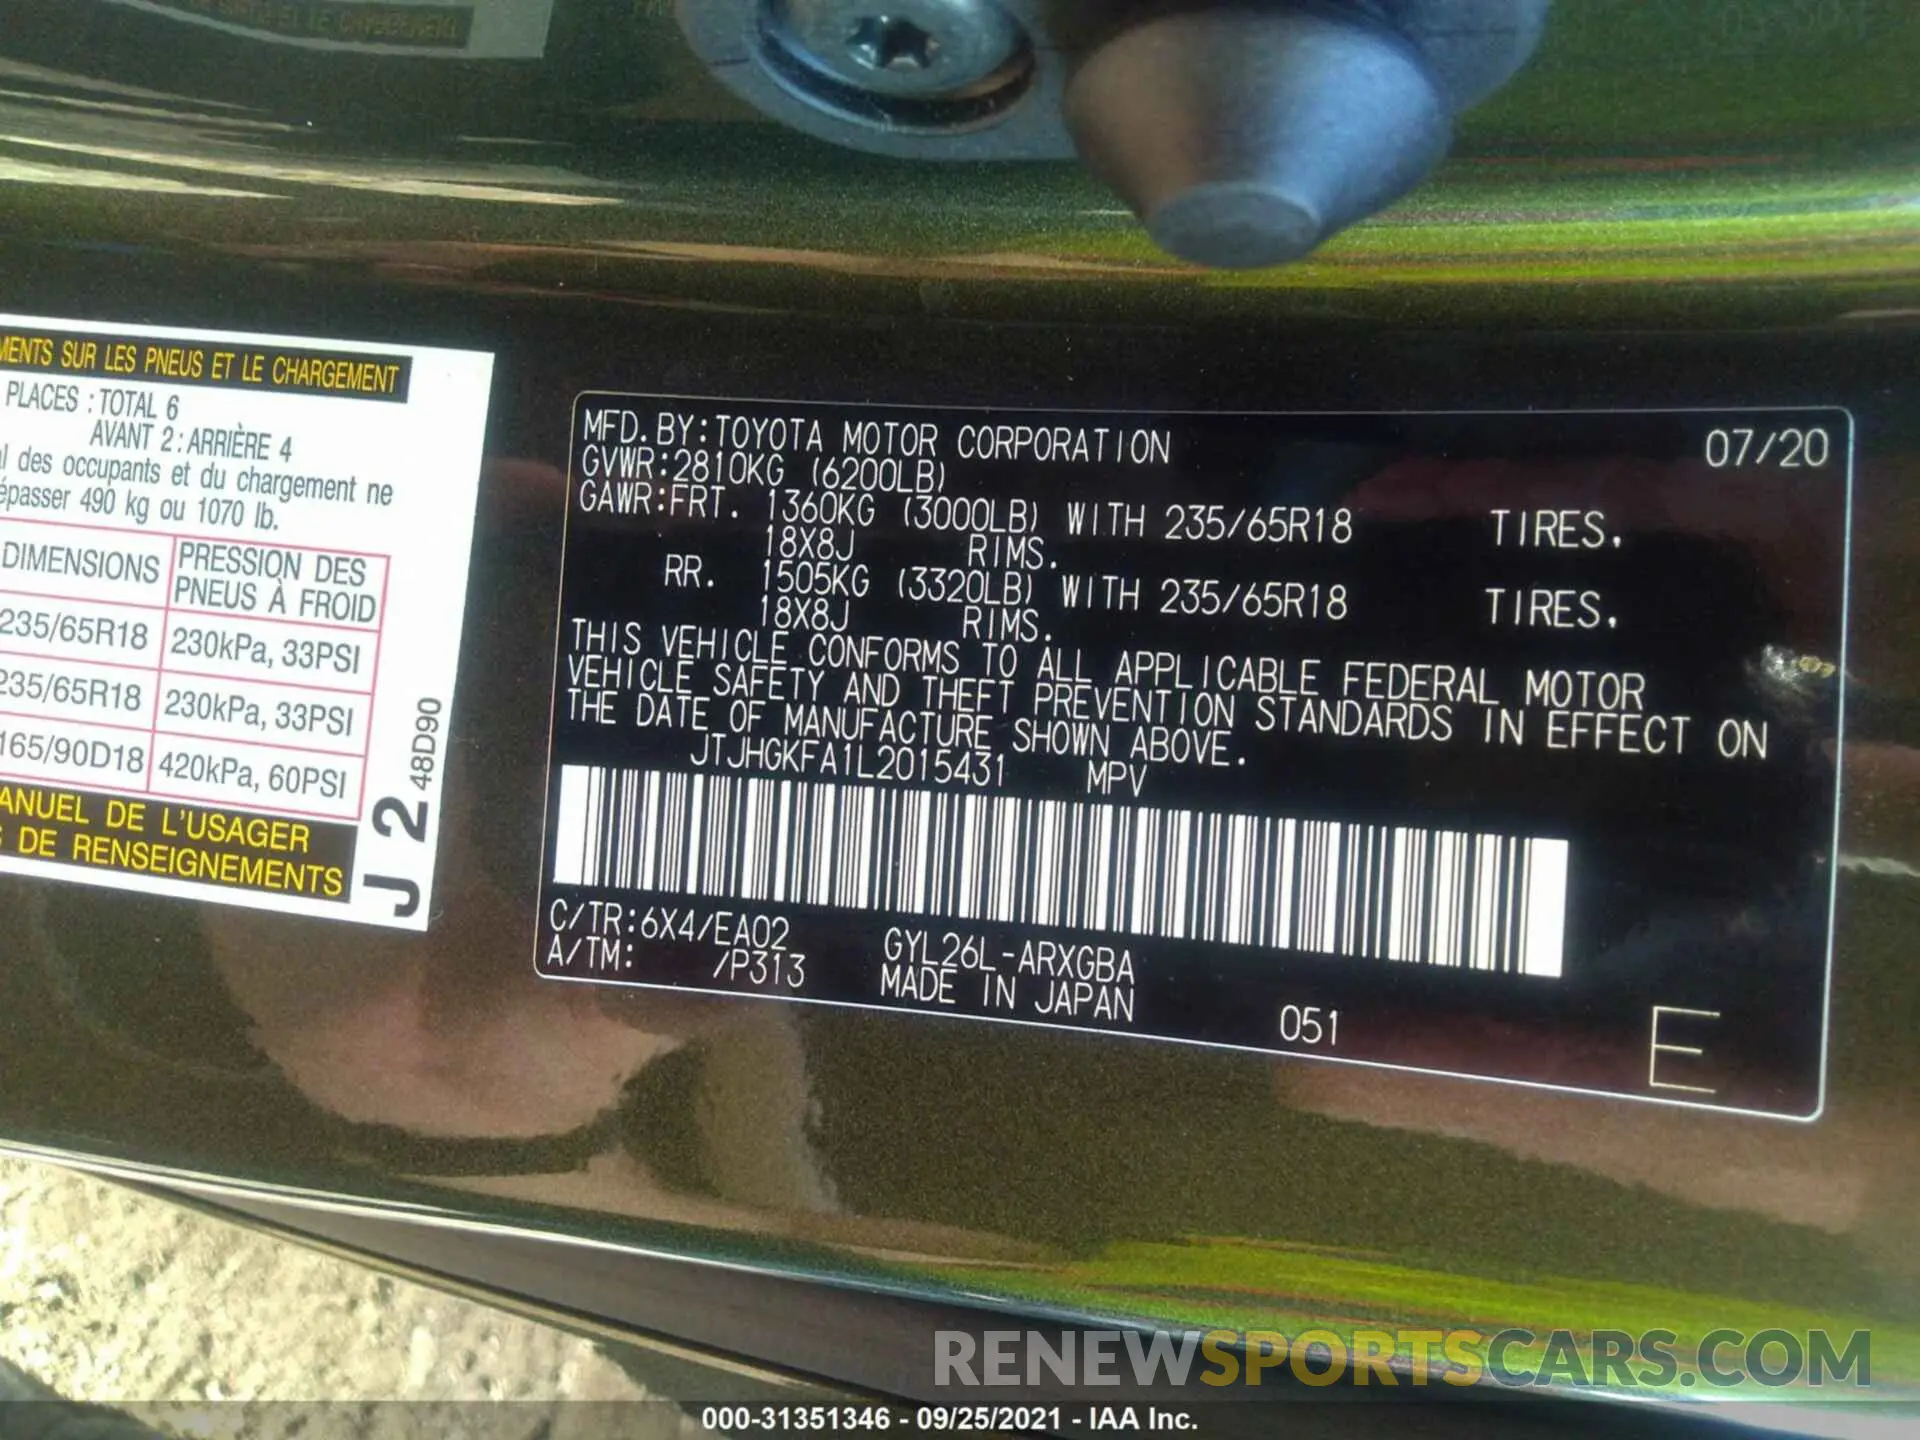 MENTS SUR LES PNEUS ET LE CHARGEMENT
PLACES : TOTAL 6
AVANT 2 : ARRIÈRE 4
des occupants et du chargement ne
490 kg ou 1070 lb.
DIMENSIONS PRESSION DES PNEUS À FROID
235/65R18 230kPa, 33PSI
235/65R18 230kPa, 33PSI
165/90D18 420kPa, 60PSI
ANUEL DE L'USAGER
DE RENSEIGNEMENTS
J 2 48D90
MFD. BY: TOYOTA MOTOR CORPORATION 07/20
GVWR:2810KG (6200LB)
GAWR:FRT. 1360KG (3000LB) WITH 235/65R18 TIRES,
18X8J RIMS.
RR. 1505KG (3320LB) WITH 235/65R18 TIRES,
18X8J RIMS.
THIS VEHICLE CONFORMS TO ALL APPLICABLE FEDERAL MOTOR
VEHICLE SAFETY AND THEFT PREVENTION STANDARDS IN EFFECT ON
THE DATE OF MANUFACTURE SHOWN ABOVE.
JTJHGKFA1L2015431 MPV
C/TR:6X4/EA02 GYL26L-ARXGBA
A/TM: /P313 MADE IN JAPAN
051
E
RENEWSPORTSCARS.COM
000-31351346 - 09/25/2021 - IAA Inc.